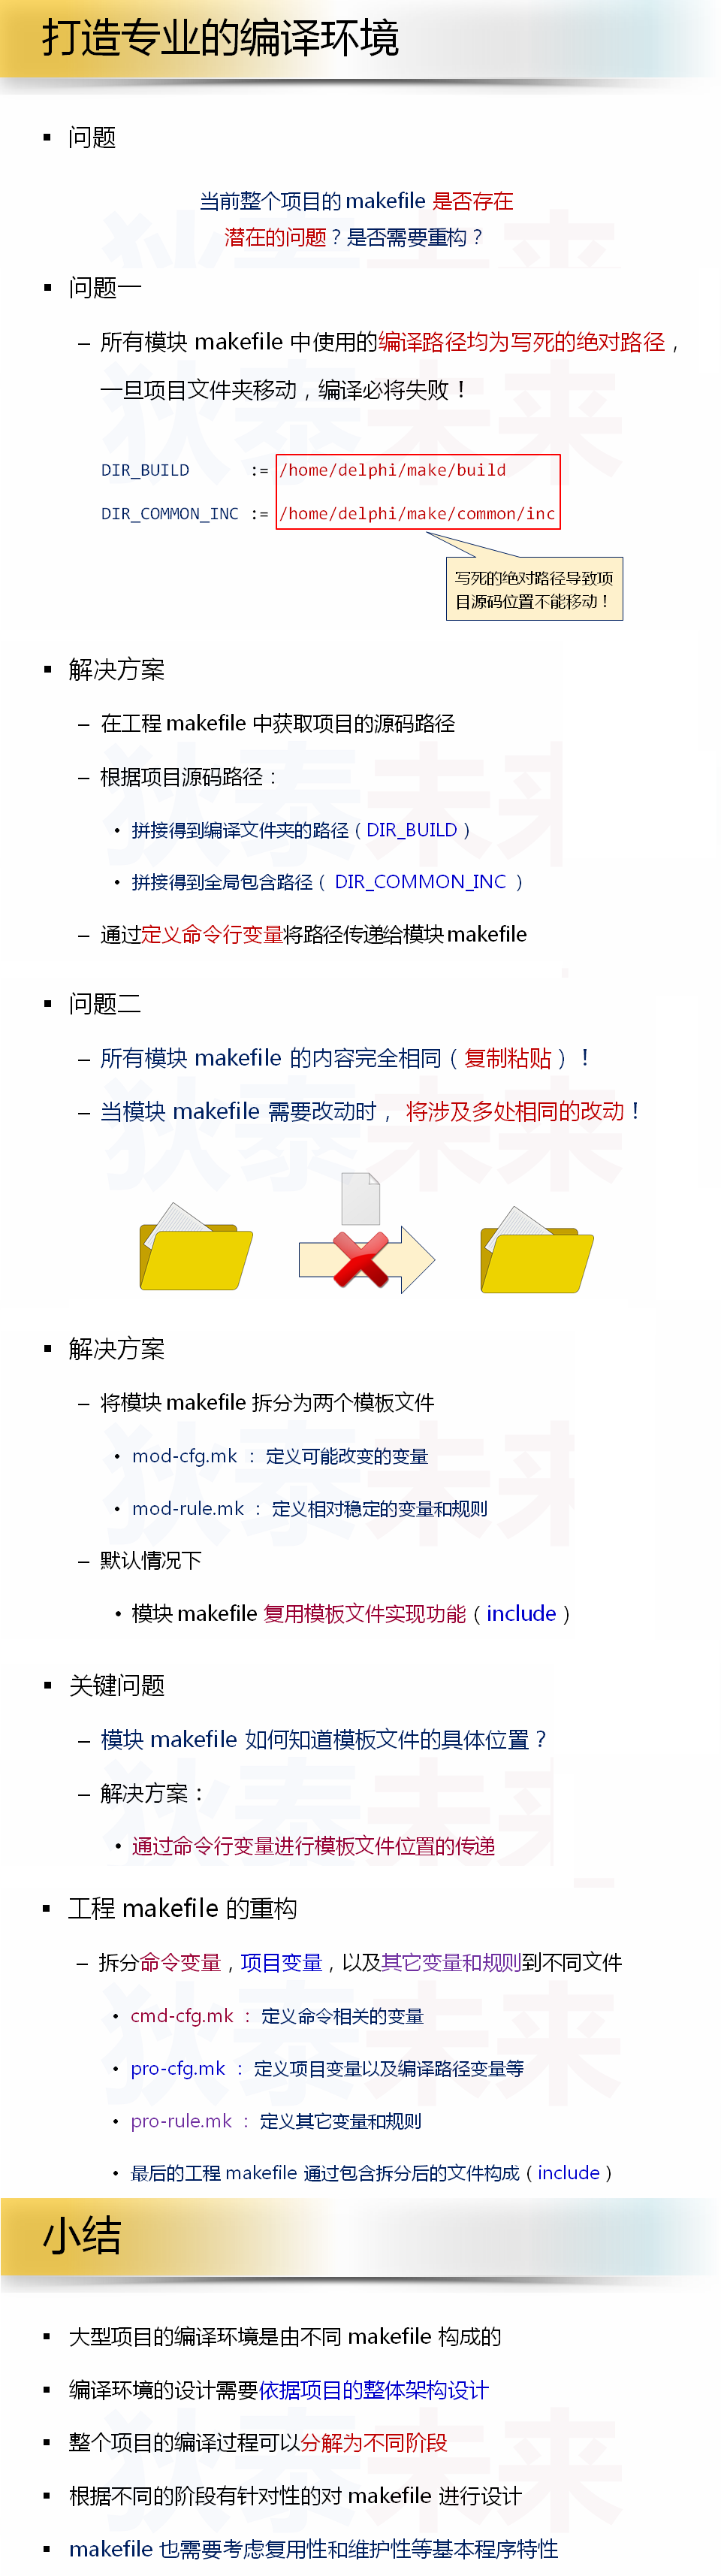 打造专业的编译环境
问题
当前整个项目的 makefile 是否存在
潜在的问题？是否需要重构？
问题一
– 所有模块 makefile 中使用的编译路径均为写死的绝对路径，
一旦项目文件夹移动，编译必将失败！
DIR_BUILD := /home/delphi/make/build
DIR_COMMON_INC := /home/delphi/make/common/inc
写死的绝对路径导致项
目源码位置不能移动！
解决方案
– 在工程 makefile 中获取项目的源码路径
– 根据项目源码路径：
• 拼接得到编译文件夹的路径（DIR_BUILD）
• 拼接得到全局包含路径（ DIR_COMMON_INC ）
– 通过定义命令行变量将路径传递给模块 makefile
问题二
– 所有模块 makefile 的内容完全相同（复制粘贴）！
– 当模块 makefile 需要改动时， 将涉及多处相同的改动！
解决方案
– 将模块 makefile 拆分为两个模板文件
• mod-cfg.mk ： 定义可能改变的变量
• mod-rule.mk ： 定义相对稳定的变量和规则
– 默认情况下
• 模块 makefile 复用模板文件实现功能（include）
关键问题
– 模块 makefile 如何知道模板文件的具体位置？
– 解决方案：
• 通过命令行变量进行模板文件位置的传递
工程 makefile 的重构
– 拆分命令变量，项目变量，以及其它变量和规则到不同文件
• cmd-cfg.mk ： 定义命令相关的变量
• pro-cfg.mk ： 定义项目变量以及编译路径变量等
• pro-rule.mk ： 定义其它变量和规则
• 最后的工程 makefile 通过包含拆分后的文件构成（include）
小结
大型项目的编译环境是由不同 makefile 构成的
编译环境的设计需要依据项目的整体架构设计
整个项目的编译过程可以分解为不同阶段
根据不同的阶段有针对性的对 makefile 进行设计
makefile 也需要考虑复用性和维护性等基本程序特性